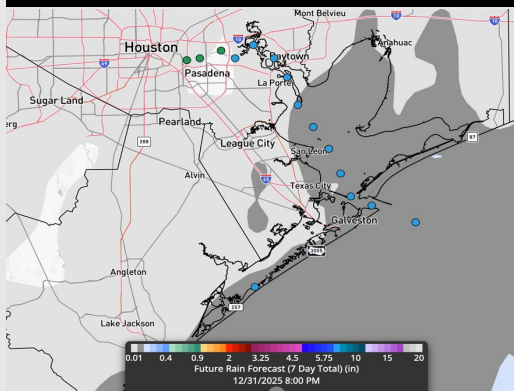 Mont Belvieu
10
10
Houston
10
Anahuac
Baytown
69
Pasadena
La Porte
Sugar Land
Pearland
87
288
League City
San Leon
Alvin
45
Texas City
Galveston
3005
Angleton
257
Lake Jackson
0.01 0.4 0.9 2 3.25 4.5 5.75 10 15 20
Future Rain Forecast (7 Day Total) (in)
12/31/2025 8:00 PM